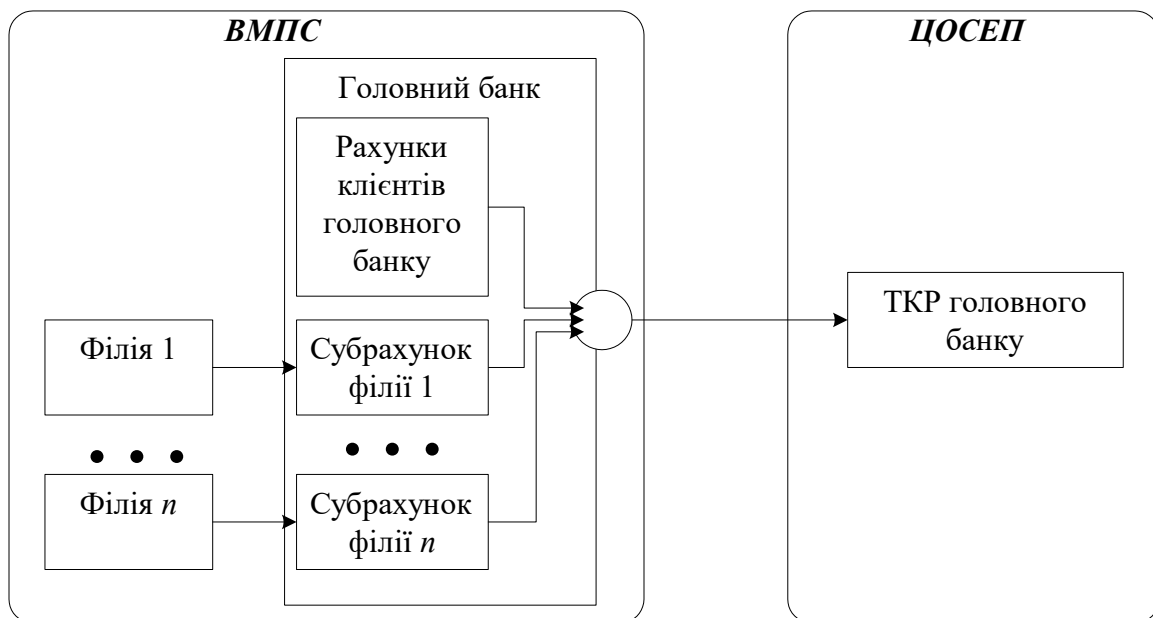 ВМПС
ЦОСЕП
Головний банк
Рахунки
клієнтів
головного
банку
ТКР головного
банку
Філія 1
Субрахунок
філії 1
Філія n
Субрахунок
філії n